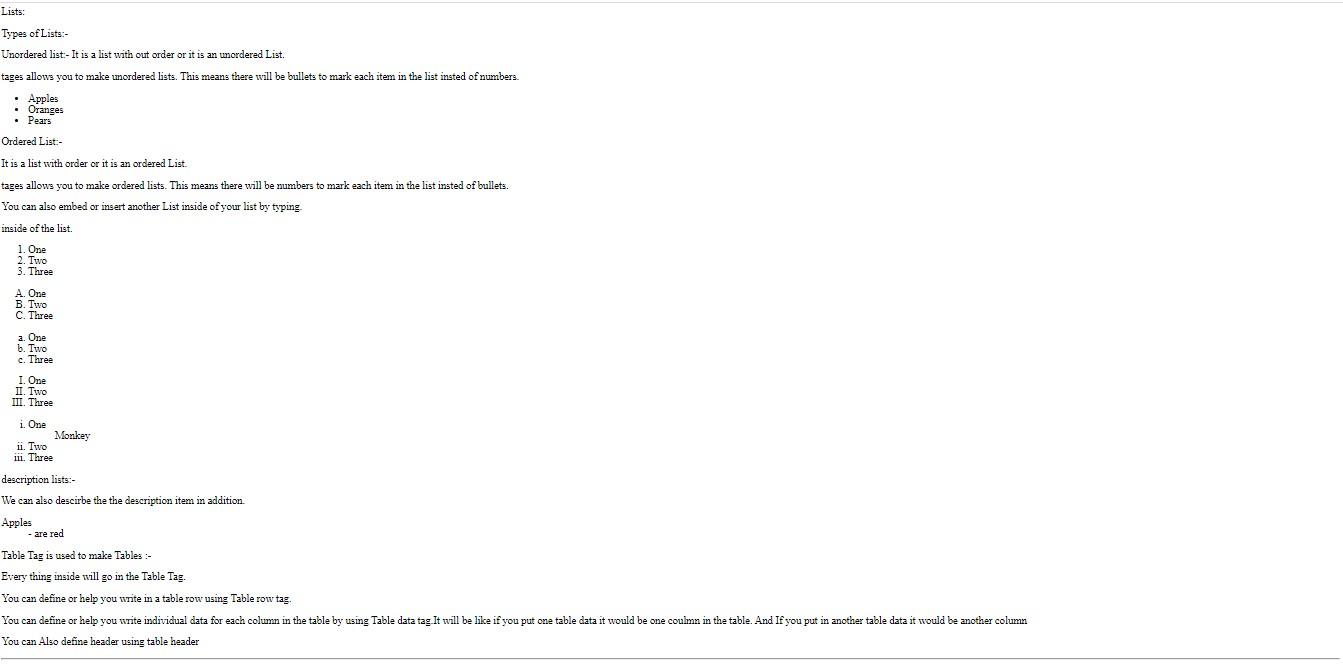 Lists:
Types of Lists:-
Unordered list:- It is a list with out order or it is an unordered List.
tages allows you to make unordered lists. This means there will be bullets to mark each item in the list insted of numbers.
• Apples
• Oranges
• Pears
Ordered List:-
It is a list with order or it is an ordered List.
tages allows you to make ordered lists. This means there will be numbers to mark each item in the list insted of bullets.
You can also embed or insert another List inside of your list by typing.
inside of the list.
1. One
2. Two
3. Three
A. One
B. Two
C. Three
a. One
b. Two
c. Three
I. One
II. Two
III. Three
i. One
Monkey
ii. Two
iii. Three
description lists:-
We can also descirbe the the description item in addition.
Apples
- are red
Table Tag is used to make Tables :-
Every thing inside will go in the Table Tag.
You can define or help you write in a table row using Table row tag.
You can define or help you write individual data for each column in the table by using Table data tag.It will be like if you put one table data it would be one coulmn in the table. And If you put in another table data it would be another column
You can Also define header using table header